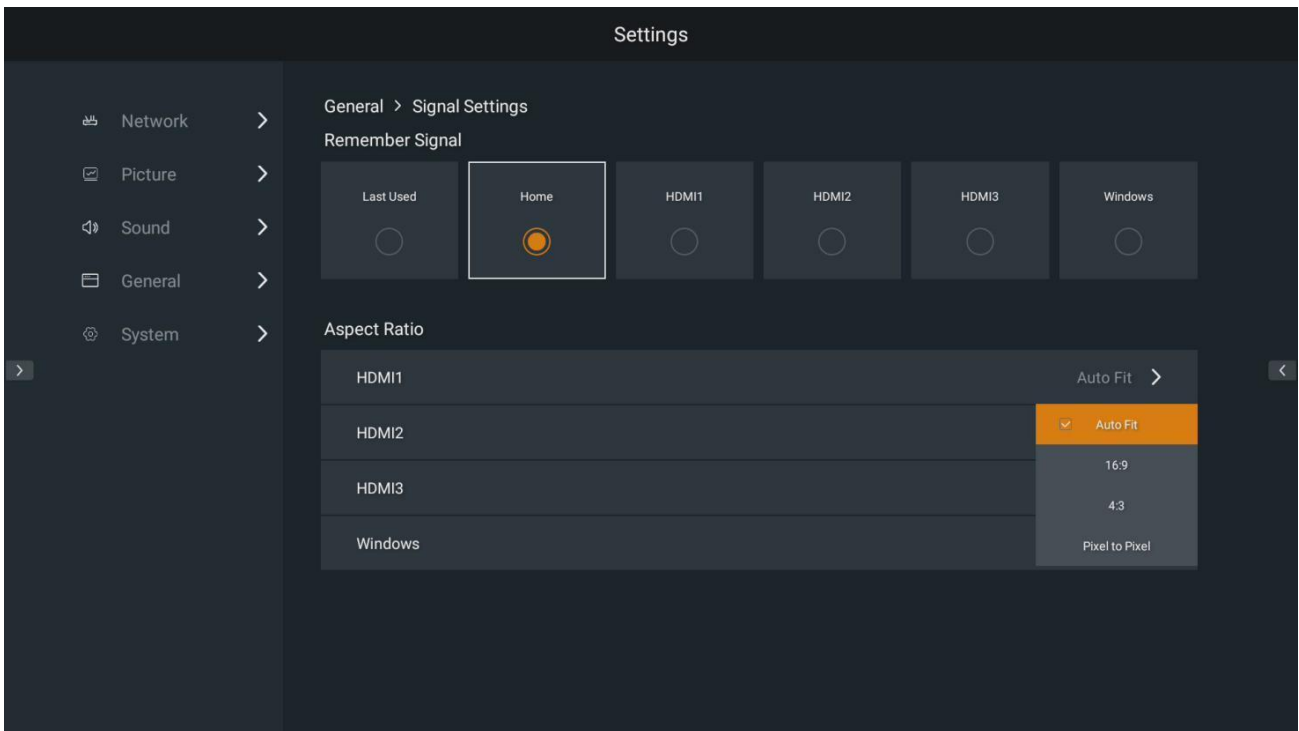 Settings
Network
Picture
Sound
General
System
General > Signal Settings
Remember Signal
Last Used
Home
HDMI1
HDMI2
HDMI3
Windows
Aspect Ratio
HDMI1 Auto Fit
HDMI2
HDMI3
Windows
Auto Fit
16:9
4:3
Pixel to Pixel